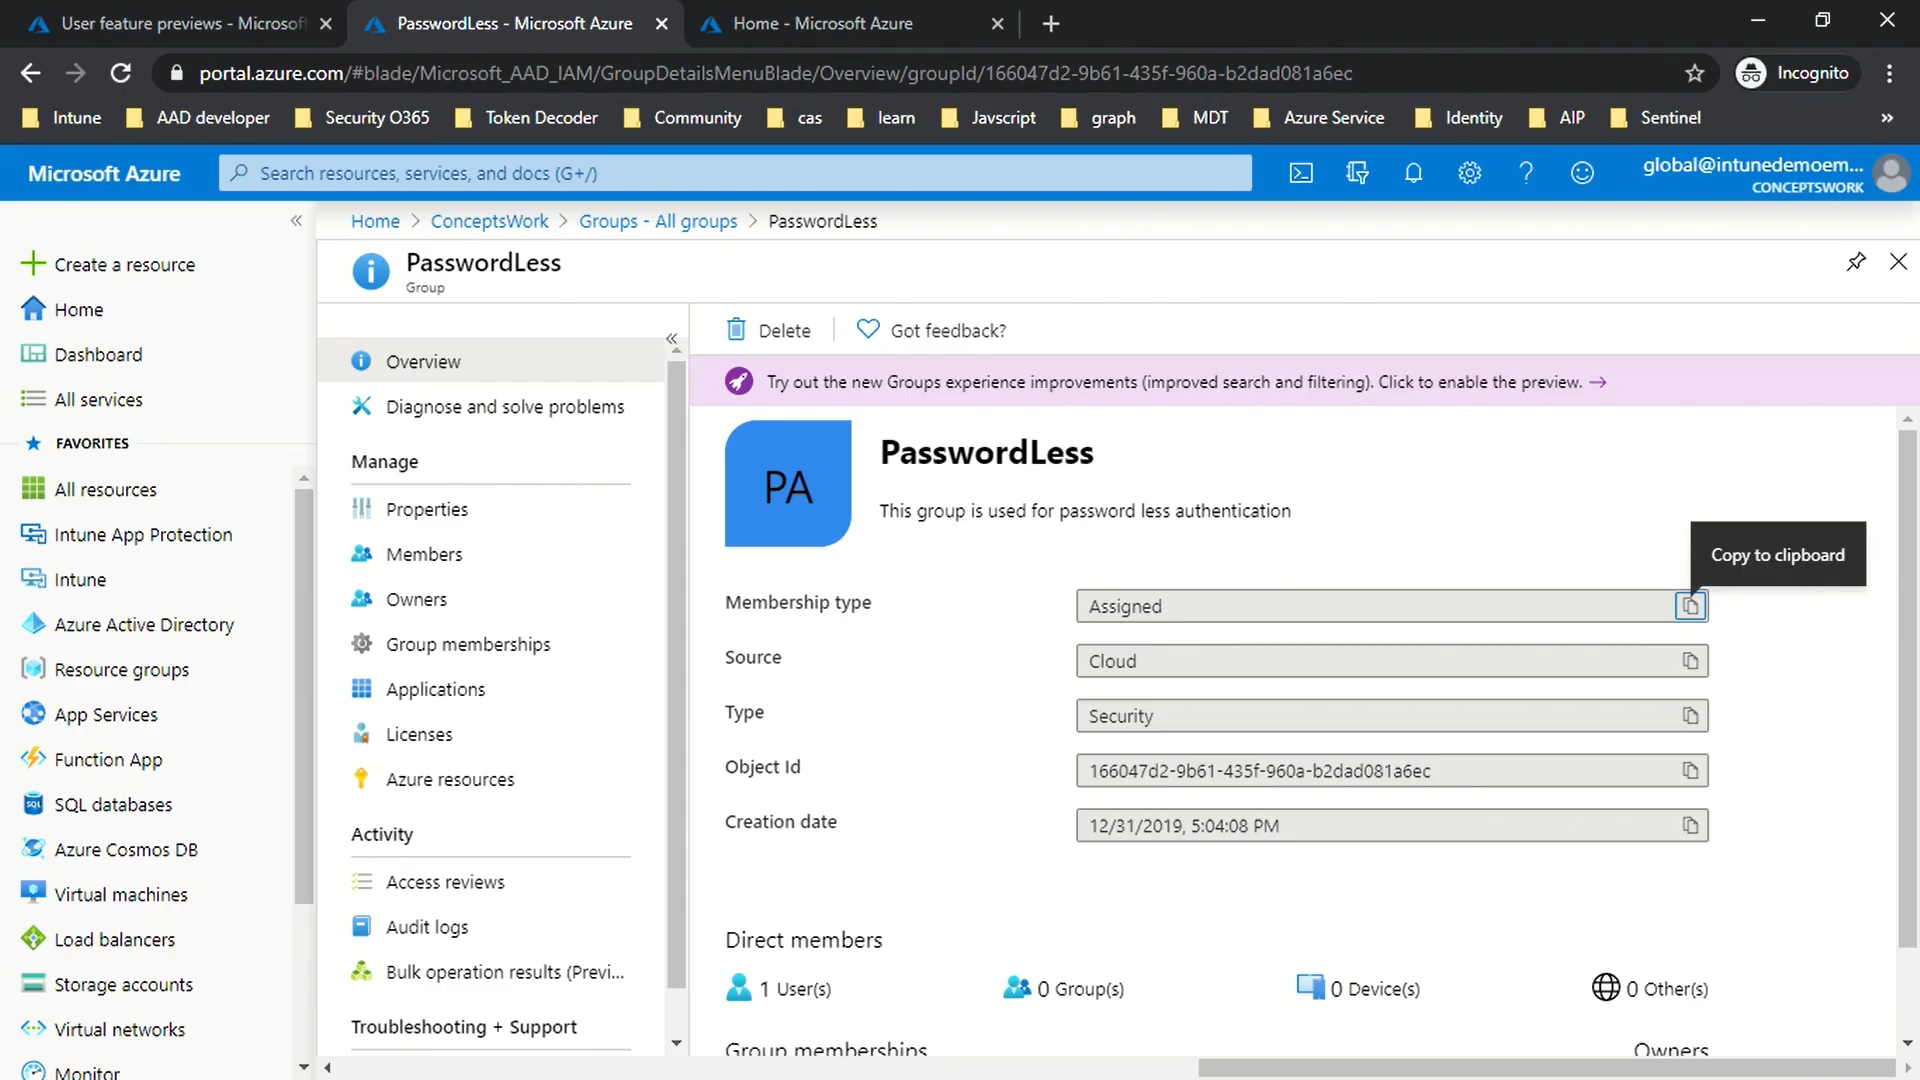 User feature previews - Microsof
PasswordLess - Microsoft Azure
Home - Microsoft Azure
portal.azure.com/#blade/Microsoft_AAD_IAM/GroupDetailsMenuBlade/Overview/groupId/166047d2-9b61-435f-960a-b2dad081a6ec
Incognito
Intune
AAD developer
Security O365
Token Decoder
Community
cas
learn
Javscript
graph
MDT
Azure Service
Identity
AIP
Sentinel
»
Microsoft Azure
Search resources, services, and docs (G+/)
global@intunedemoem...
CONCEPTSWORK
Create a resource
Home
Dashboard
All services
FAVORITES
All resources
Intune App Protection
Intune
Azure Active Directory
Resource groups
App Services
Function App
SQL databases
Azure Cosmos DB
Virtual machines
Load balancers
Storage accounts
Virtual networks
Monitor
Home > ConceptsWork > Groups - All groups > PasswordLess
PasswordLess
Group
Overview
Diagnose and solve problems
Manage
Properties
Members
Owners
Group memberships
Applications
Licenses
Azure resources
Activity
Access reviews
Audit logs
Bulk operation results (Previ...
Troubleshooting + Support
Delete
Got feedback?
Try out the new Groups experience improvements (improved search and filtering). Click to enable the preview. →
PA
PasswordLess
This group is used for password less authentication
Copy to clipboard
Membership type
Assigned
Source
Cloud
Type
Security
Object Id
166047d2-9b61-435f-960a-b2dad081a6ec
Creation date
12/31/2019, 5:04:08 PM
Direct members
1 User(s)
0 Group(s)
0 Device(s)
0 Other(s)
Group memberships
Owners